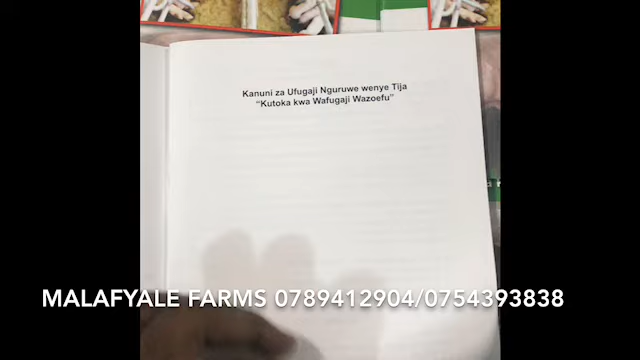 Kanuni za Ufugaji Nguruwe wenye Tija
“Kutoka kwa Wafugaji Wazoefu”
MALAFYALE FARMS 0789412904/0754393838